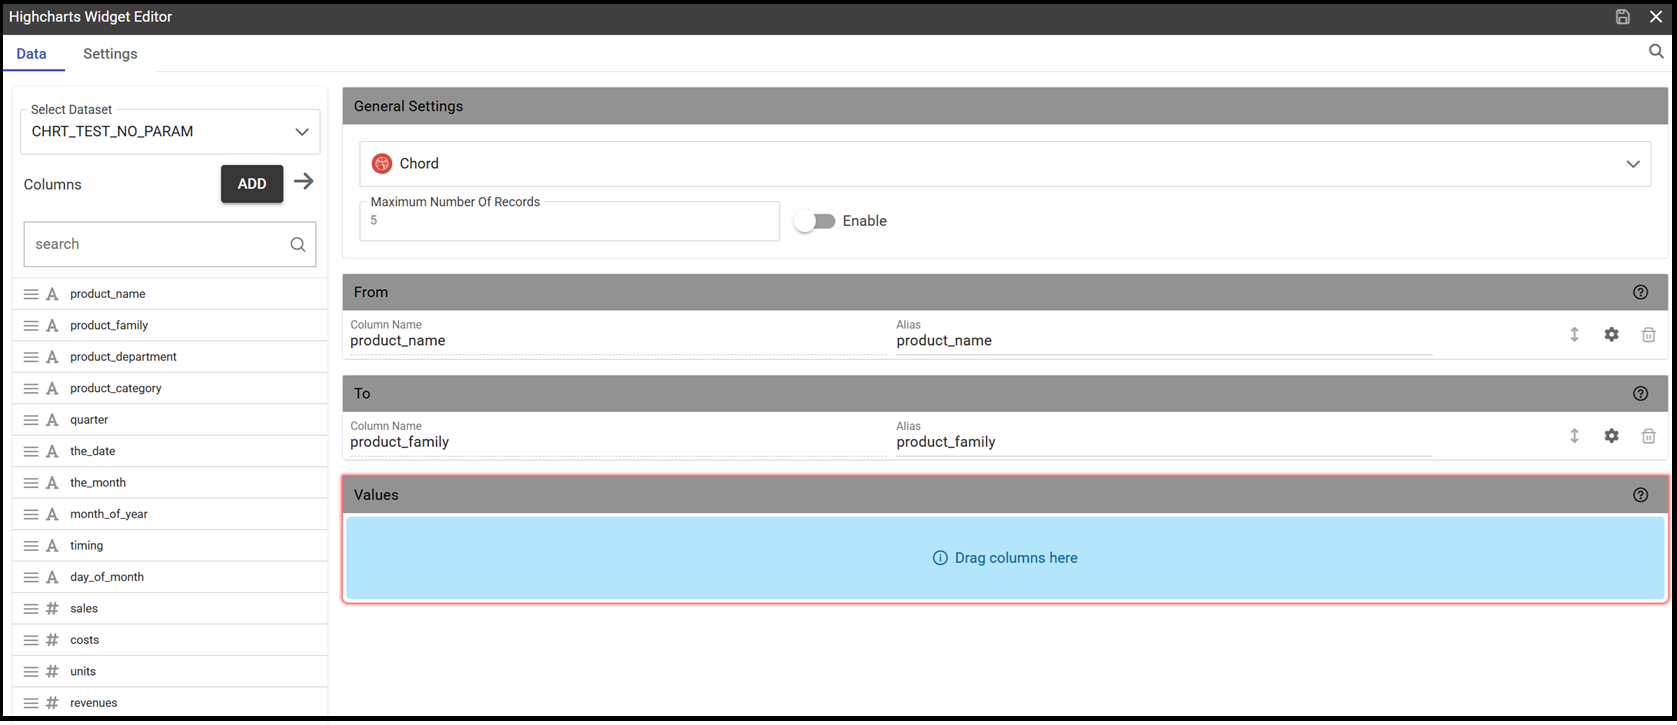 Highcharts Widget Editor
Data
Settings
Select Dataset
CHRT_TEST_NO_PARAM
Columns
ADD
search
product_name
product_family
product_department
product_category
quarter
the_date
the_month
month_of_year
timing
day_of_month
sales
costs
units
revenues
General Settings
Chord
Maximum Number Of Records
5
Enable
From
Column Name
product_name
Alias
product_name
To
Column Name
product_family
Alias
product_family
Values
Drag columns here